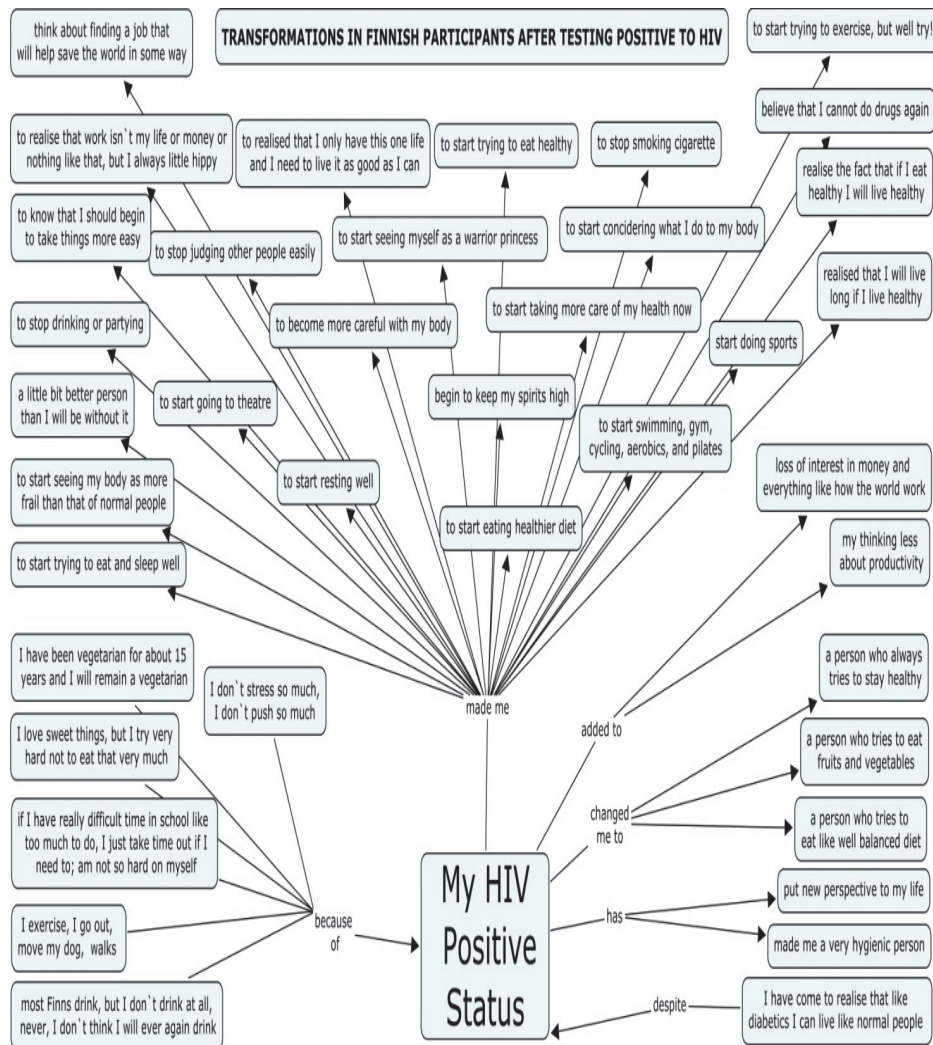 think about finding a job that
will help save the world in some way
TRANSFORMATIONS IN FINNISH PARTICIPANTS AFTER TESTING POSITIVE TO HIV
to start trying to exercise, but well try!
believe that I cannot do drugs again
to realise that work isn`t my life or money or
nothing like that, but I always little hippy
to realised that I only have this one life
and I need to live it as good as I can
to start trying to eat healthy
to stop smoking cigarette
realise the fact that if I eat
healthy I will live healthy
to know that I should begin
to take things more easy
to stop judging other people easily
to start seeing myself as a warrior princess
to start concidering what I do to my body
realised that I will live
long if I live healthy
to stop drinking or partying
to become more careful with my body
to start taking more care of my health now
start doing sports
a little bit better person
than I will be without it
to start going to theatre
begin to keep my spirits high
to start swimming, gym,
cycling, aerobics, and pilates
to start seeing my body as more
frail than that of normal people
to start resting well
loss of interest in money and
everything like how the world work
to start eating healthier diet
my thinking less
about productivity
to start trying to eat and sleep well
I have been vegetarian for about 15
years and I will remain a vegetarian
I don`t stress so much,
I don`t push so much
made me
added to
a person who always
tries to stay healthy
I love sweet things, but I try very
hard not to eat that very much
a person who tries to eat
fruits and vegetables
changed
me to
if I have really difficult time in school like
too much to do, I just take time out if I
need to; am not so hard on myself
a person who tries to
eat like well balanced diet
My HIV
Positive
Status
put new perspective to my life
has
I exercise, I go out,
move my dog, walks
because
of
made me a very hygienic person
most Finns drink, but I don`t drink at all,
never, I don`t think I will ever again drink
despite
I have come to realise that like
diabetics I can live like normal people